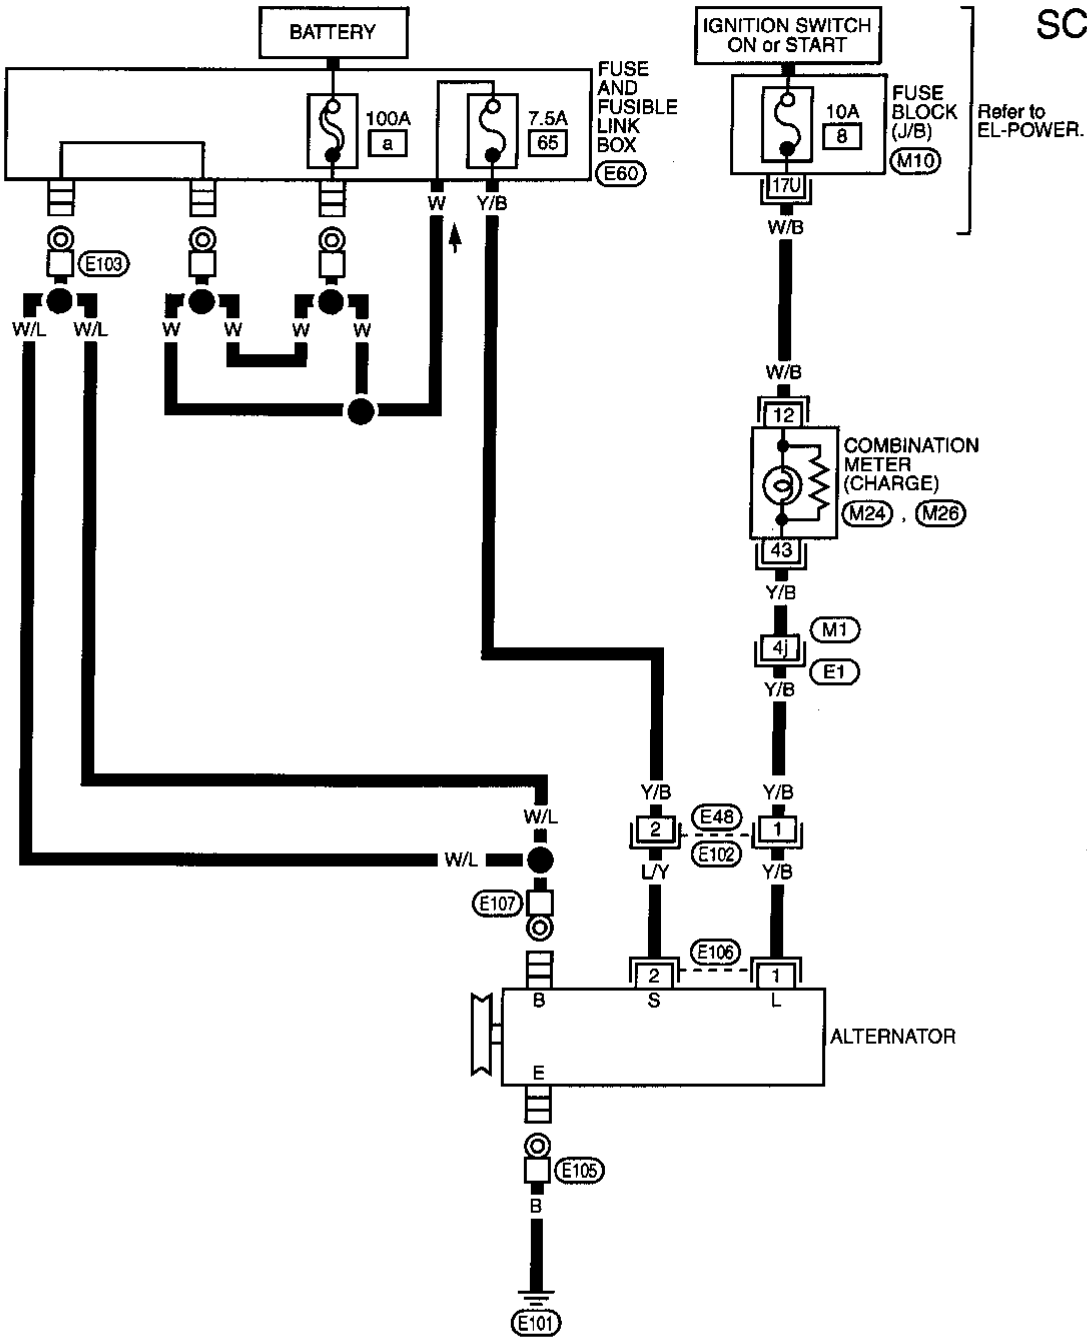 SC
BATTERY
IGNITION SWITCH
ON or START
FUSE
AND
FUSIBLE
LINK
BOX
E60
100A
a
7.5A
65
10A
8
FUSE
BLOCK
(J/B)
M10
Refer to
EL-POWER.
17U
W
Y/B
W/B
E103
W/L
W/L
W
W
W
W
W/B
12
COMBINATION
METER
(CHARGE)
M24 , M26
43
Y/B
M1
4j
E1
Y/B
Y/B
Y/B
W/L
2
E48
1
E102
W/L
L/Y
Y/B
E107
E106
2
1
B
S
L
ALTERNATOR
E
E105
B
E101